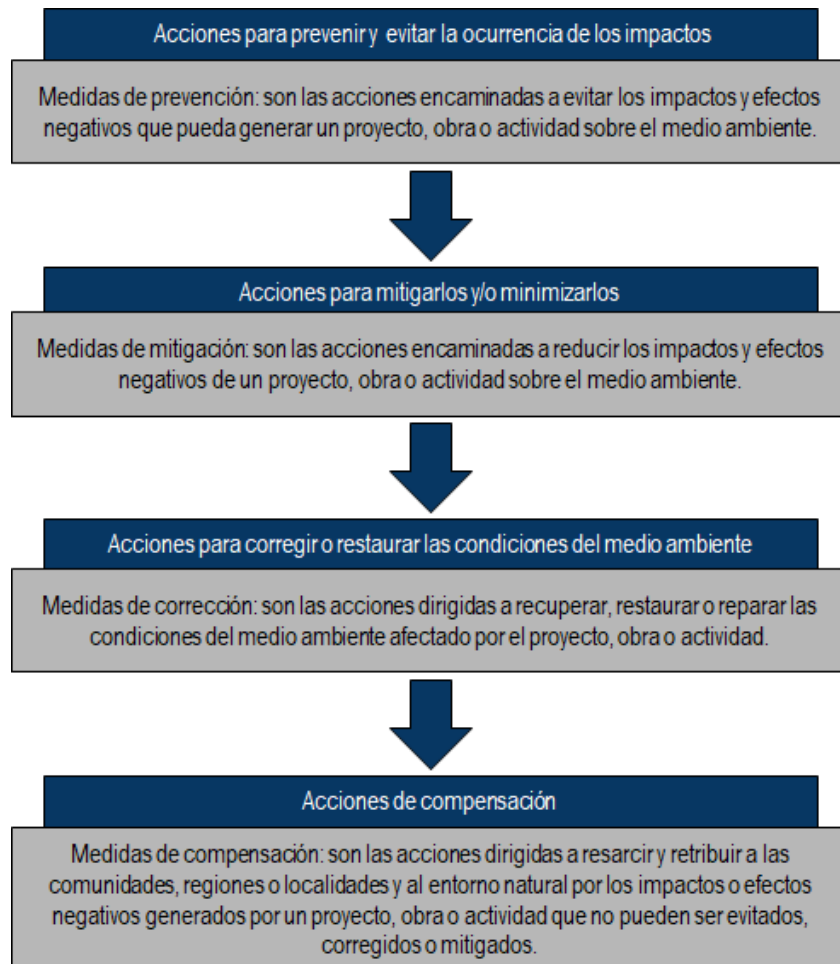 Acciones para prevenir y evitar la ocurrencia de los impactos
Medidas de prevención: son las acciones encaminadas a evitar los impactos y efectos
negativos que pueda generar un proyecto, obra o actividad sobre el medio ambiente.
Acciones para mitigarlos y/o minimizarlos
Medidas de mitigación: son las acciones encaminadas a reducir los impactos y efectos
negativos de un proyecto, obra o actividad sobre el medio ambiente.
Acciones para corregir o restaurar las condiciones del medio ambiente
Medidas de corrección: son las acciones dirigidas a recuperar, restaurar o reparar las
condiciones del medio ambiente afectado por el proyecto, obra o actividad.
Acciones de compensación
Medidas de compensación: son las acciones dirigidas a resarcir y retribuir a las
comunidades, regiones o localidades y al entorno natural por los impactos o efectos
negativos generados por un proyecto, obra o actividad que no pueden ser evitados,
corregidos o mitigados.